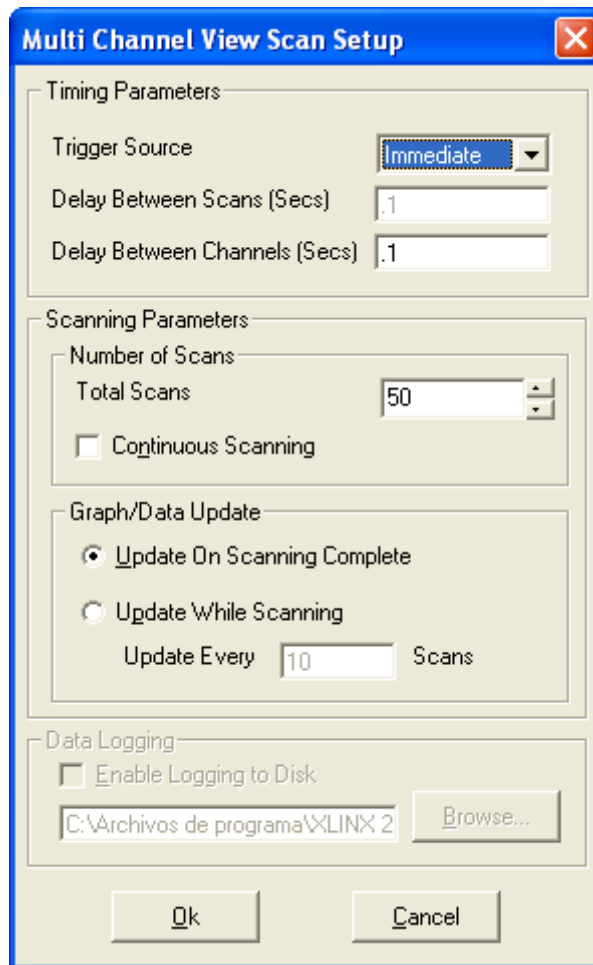 Multi Channel View Scan Setup
Timing Parameters
Trigger Source Immediate
Delay Between Scans (Secs) .1
Delay Between Channels (Secs) .1
Scanning Parameters
Number of Scans
Total Scans 50
Continuous Scanning
Graph/Data Update
Update On Scanning Complete
Update While Scanning
Update Every 10 Scans
Data Logging
Enable Logging to Disk
C:\Archivos de programa\XLINX 2 Browse...
Ok Cancel